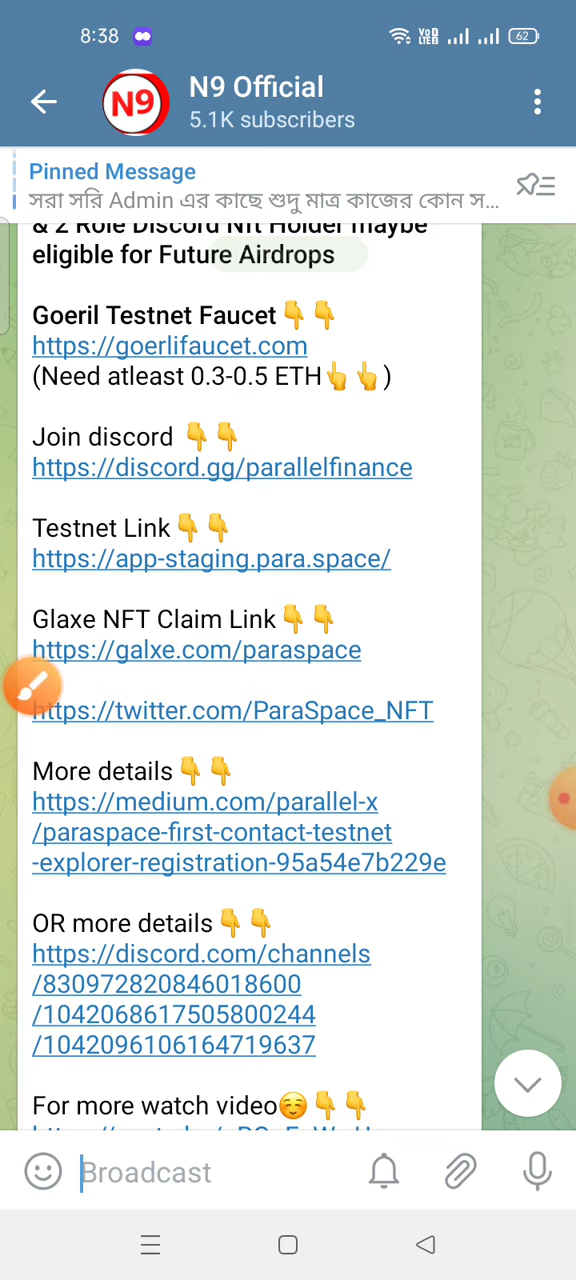 8:38
VoD LTE2
62
N9
N9 Official
5.1K subscribers
Pinned Message
সরা সরি Admin এর কাছে শুদু মাত্র কাজের কোন স...
& 2 Role Discord Nft Holder maybe
eligible for Future Airdrops
Goeril Testnet Faucet👇👇
https://goerlifaucet.com
(Need atleast 0.3-0.5 ETH👆👆)
Join discord 👇👇
https://discord.gg/parallelfinance
Testnet Link👇👇
https://app-staging.para.space/
Glaxe NFT Claim Link👇👇
https://galxe.com/paraspace
https://twitter.com/ParaSpace_NFT
More details👇👇
https://medium.com/parallel-x
/paraspace-first-contact-testnet
-explorer-registration-95a54e7b229e
OR more details👇👇
https://discord.com/channels
/830972820846018600
/1042068617505800244
/1042096106164719637
For more watch video☺️👇👇
Broadcast